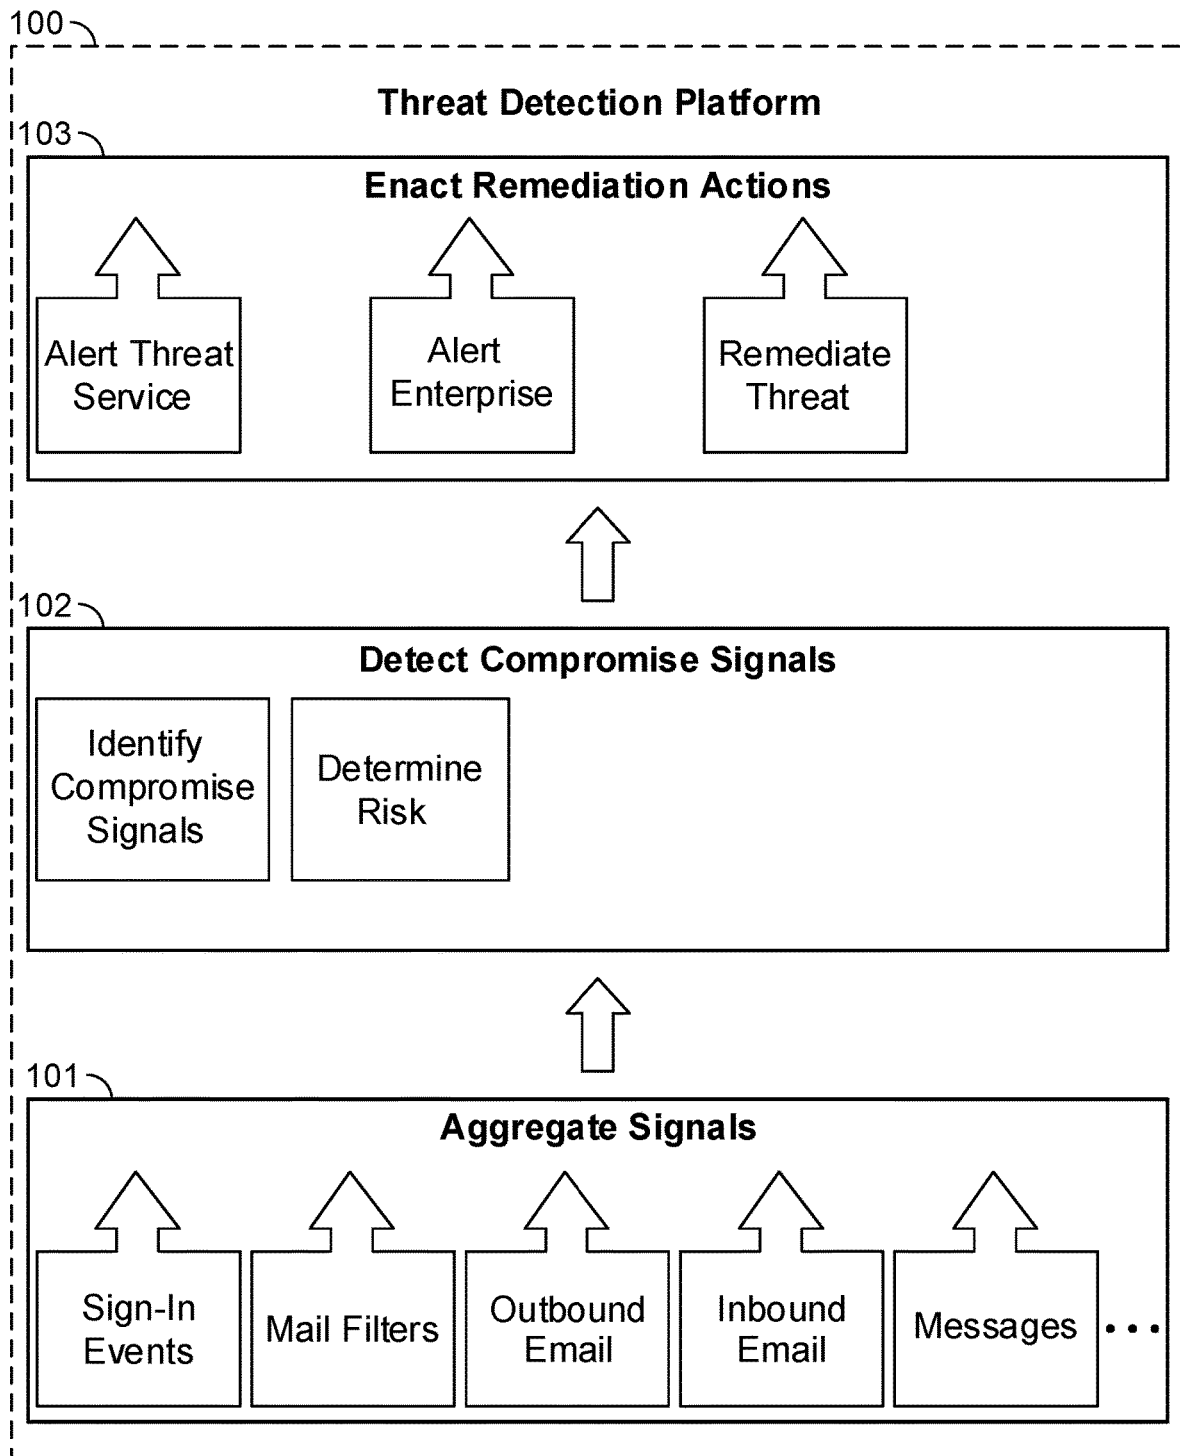 100
Threat Detection Platform
103
Enact Remediation Actions
Alert Threat
Service
Alert
Enterprise
Remediate
Threat
102
Detect Compromise Signals
Identify
Compromise
Signals
Determine
Risk
101
Aggregate Signals
Sign-In
Events
Mail Filters
Outbound
Email
Inbound
Email
Messages
...